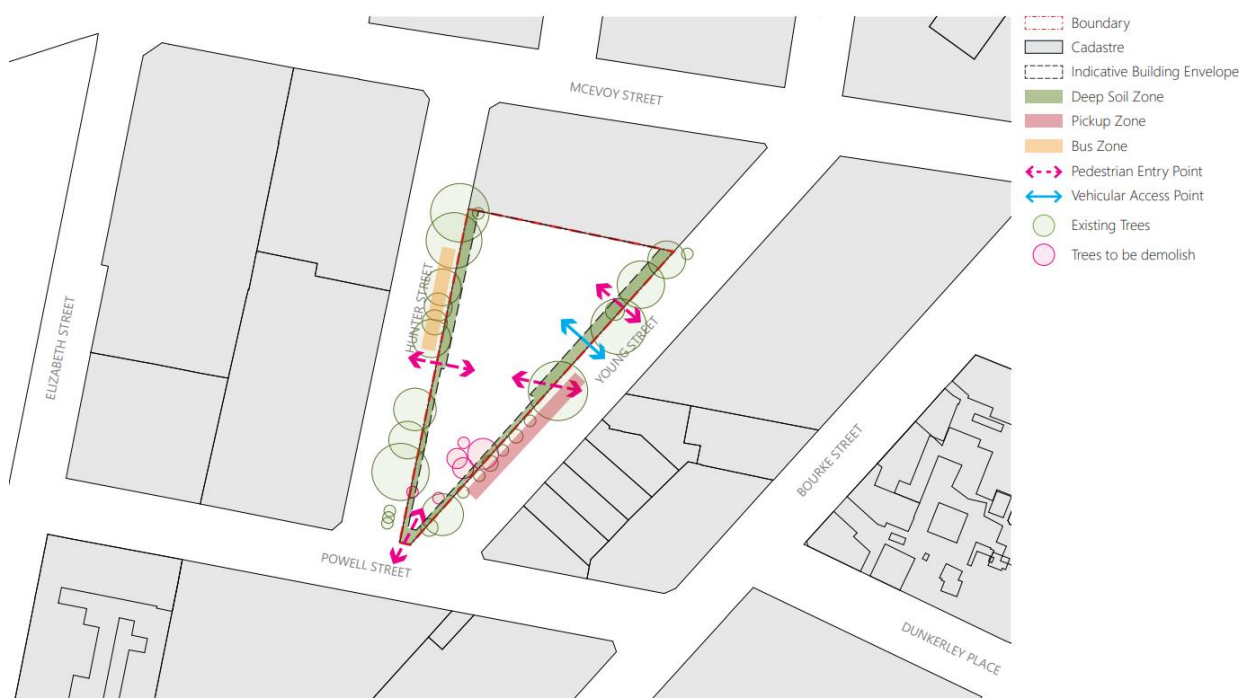 Boundary
Cadastre
Indicative Building Envelope
Deep Soil Zone
Pickup Zone
Bus Zone
Pedestrian Entry Point
Vehicular Access Point
Existing Trees
Trees to be demolish
MCEVOY STREET
HUNTER STREET
ELIZABETH STREET
YOUNG STREET
BOURKE STREET
POWELL STREET
DUNKERLEY PLACE